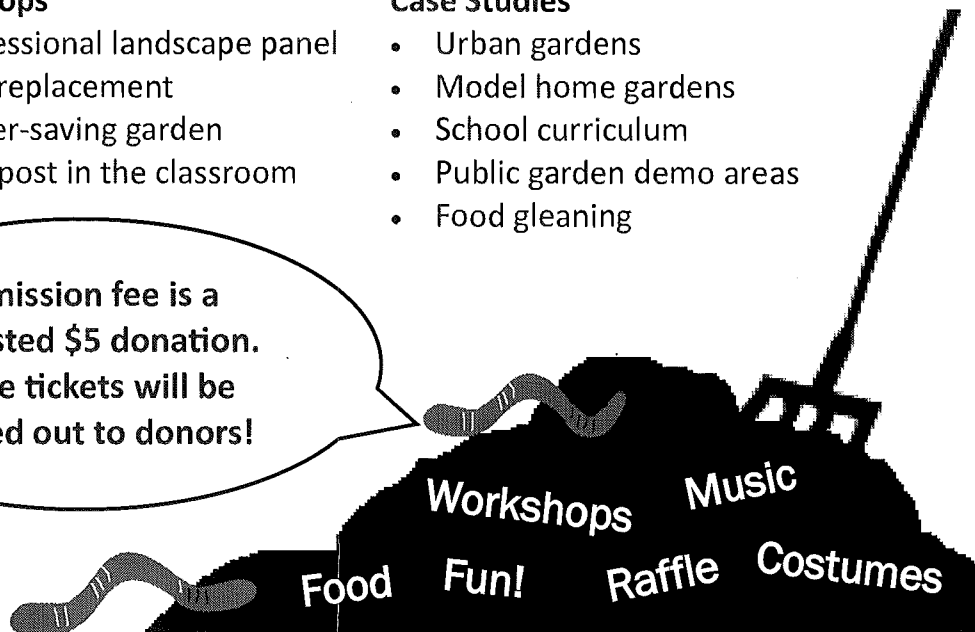 ops
essional landscape panel
replacement
er-saving garden
post in the classroom
Case Studies
• Urban gardens
• Model home gardens
• School curriculum
• Public garden demo areas
• Food gleaning
mission fee is a
sted $5 donation.
e tickets will be
ed out to donors!
Workshops
Music
Food
Fun!
Raffle
Costumes